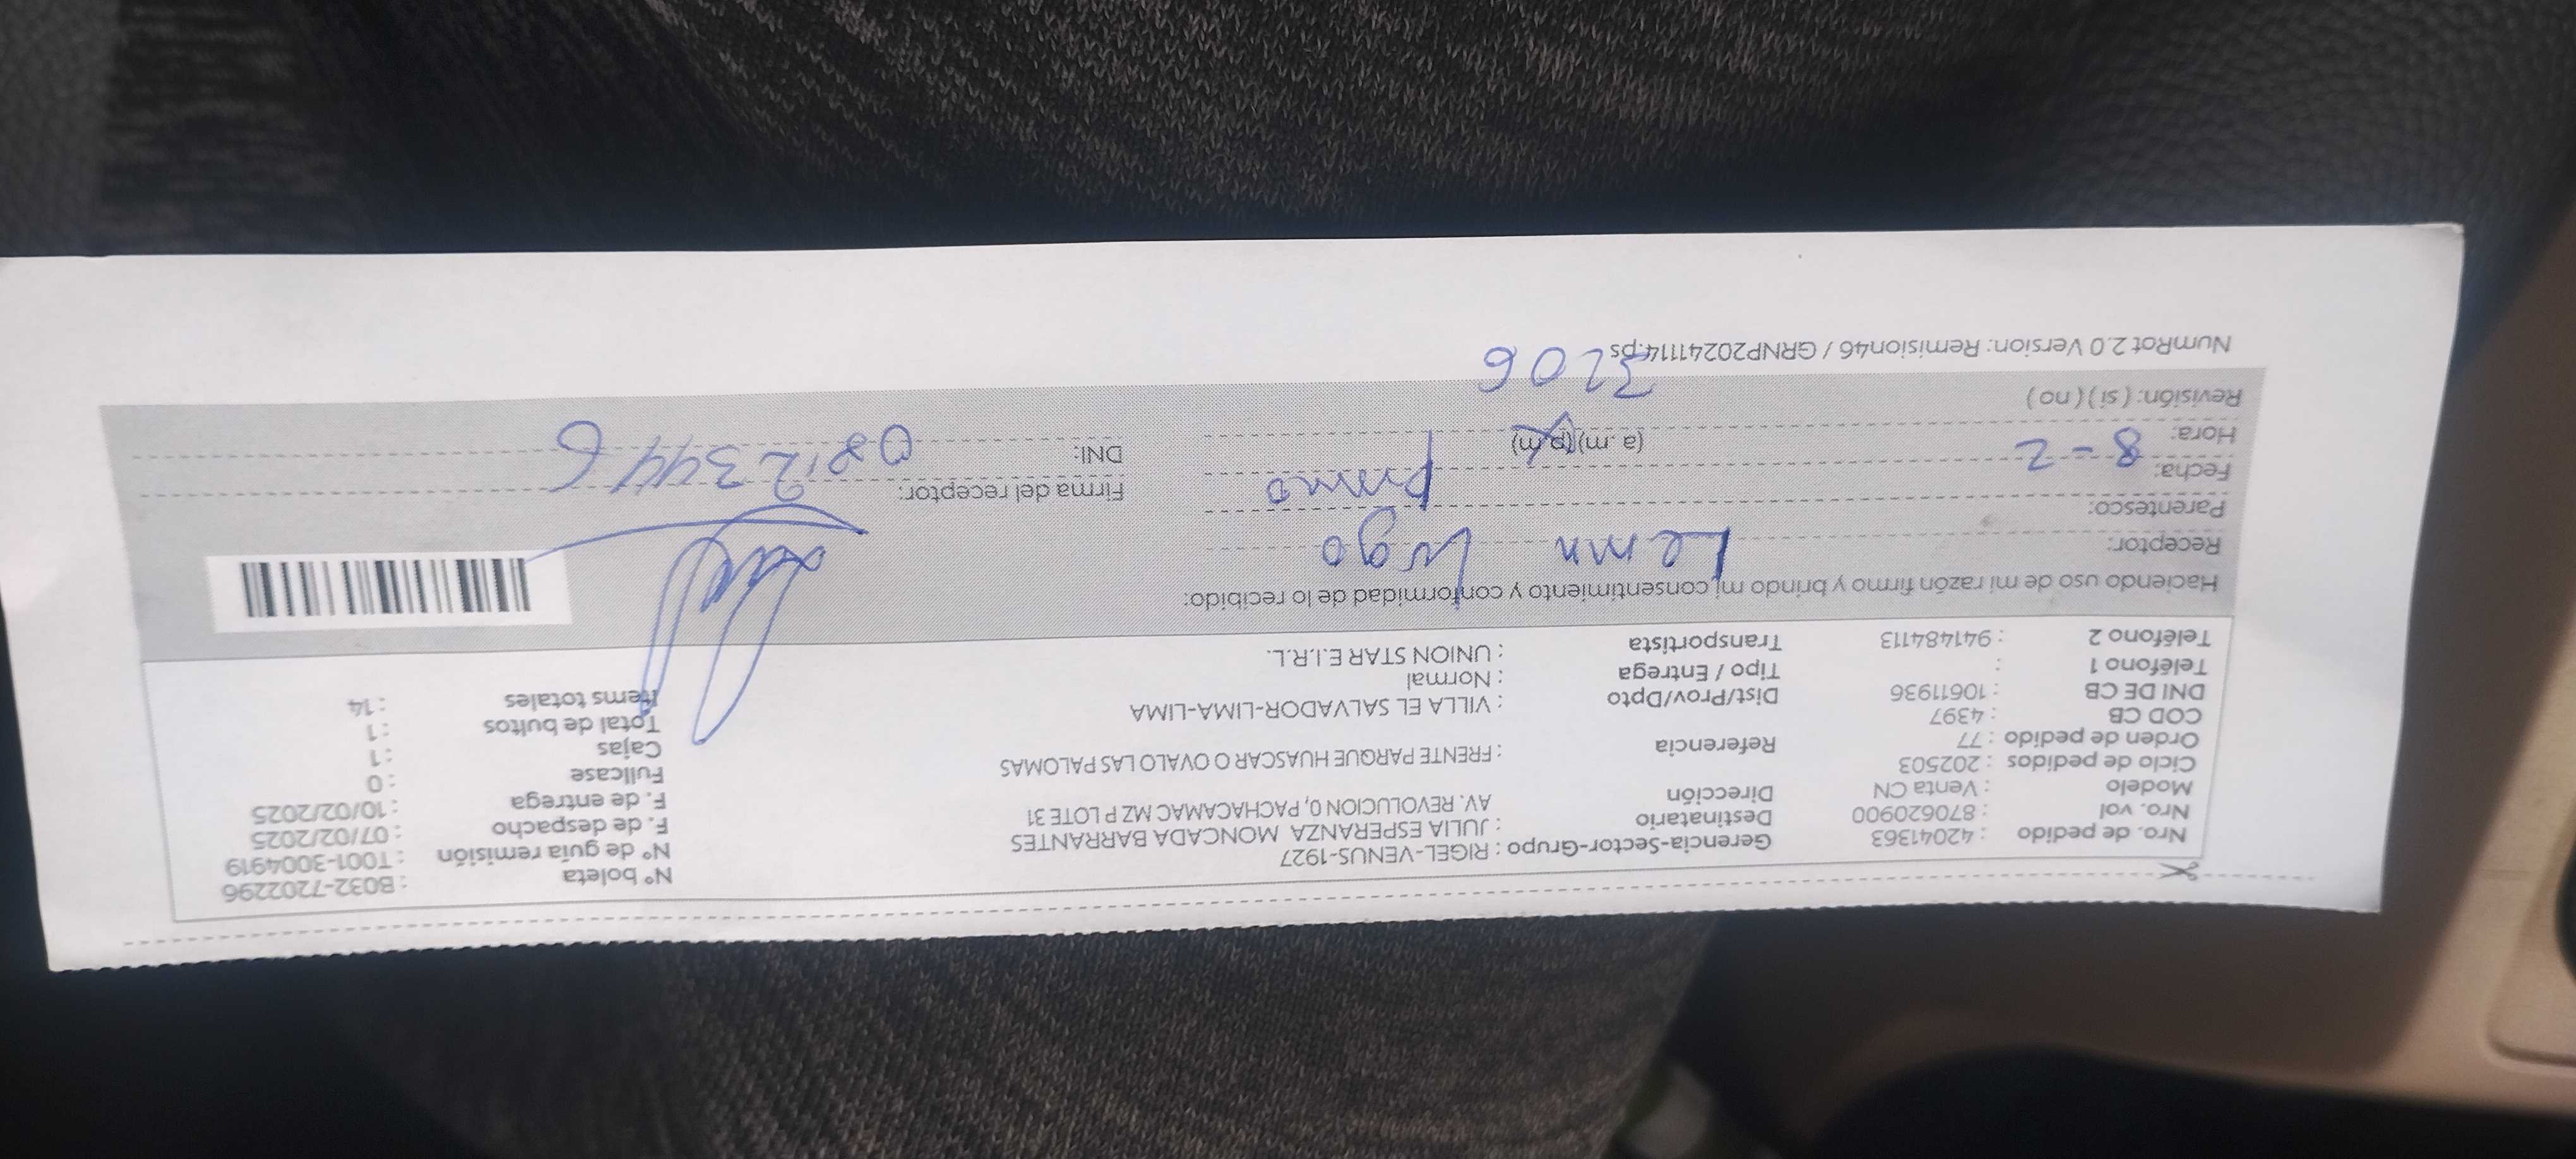 Nro. de pedido : 42041363
Nro. vol : 870620900
Modelo : Venta CN
Ciclo de pedidos : 202503
Orden de pedido : 77
COD CB : 4397
DNI DE CB : 10611936
Teléfono 1 :
Teléfono 2 : 941484113
Gerencia-Sector-Grupo : RIGEL-VENUS-1927
Destinatario : JULIA ESPERANZA MONCADA BARRANTES
Dirección AV. REVOLUCION 0, PACHACAMAC MZ P LOTE 31
Referencia : FRENTE PARQUE HUASCAR O OVALO LAS PALOMAS
Dist/Prov/Dpto : VILLA EL SALVADOR-LIMA-LIMA
Tipo / Entrega : Normal
Transportista : UNION STAR E.I.R.L.
N° boleta : B032-7202296
N° de guía remisión : T001-3004919
F. de despacho : 07/02/2025
F. de entrega : 10/02/2025
Fullcase : 0
Cajas : 1
Total de bultos : 1
Items totales : 14
Haciendo uso de mi razón firmo y brindo mi consentimiento y conformidad de lo recibido:
Receptor: Lugo
Parentesco: primo
Fecha: 8-2
Hora: (a .m) (p.m)
Revisión: ( si ) ( no )
3206
Firma del receptor:
DNI:
NumRot 2.0 Version: Remision46 / GRNP20241114.ps